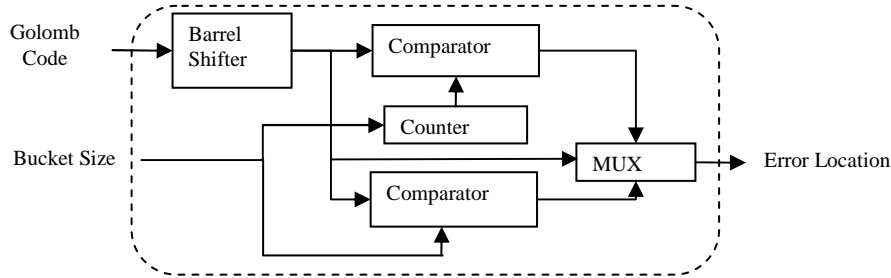 Golomb
Code
Barrel
Shifter
Comparator
Counter
Bucket Size
MUX
Error Location
Comparator